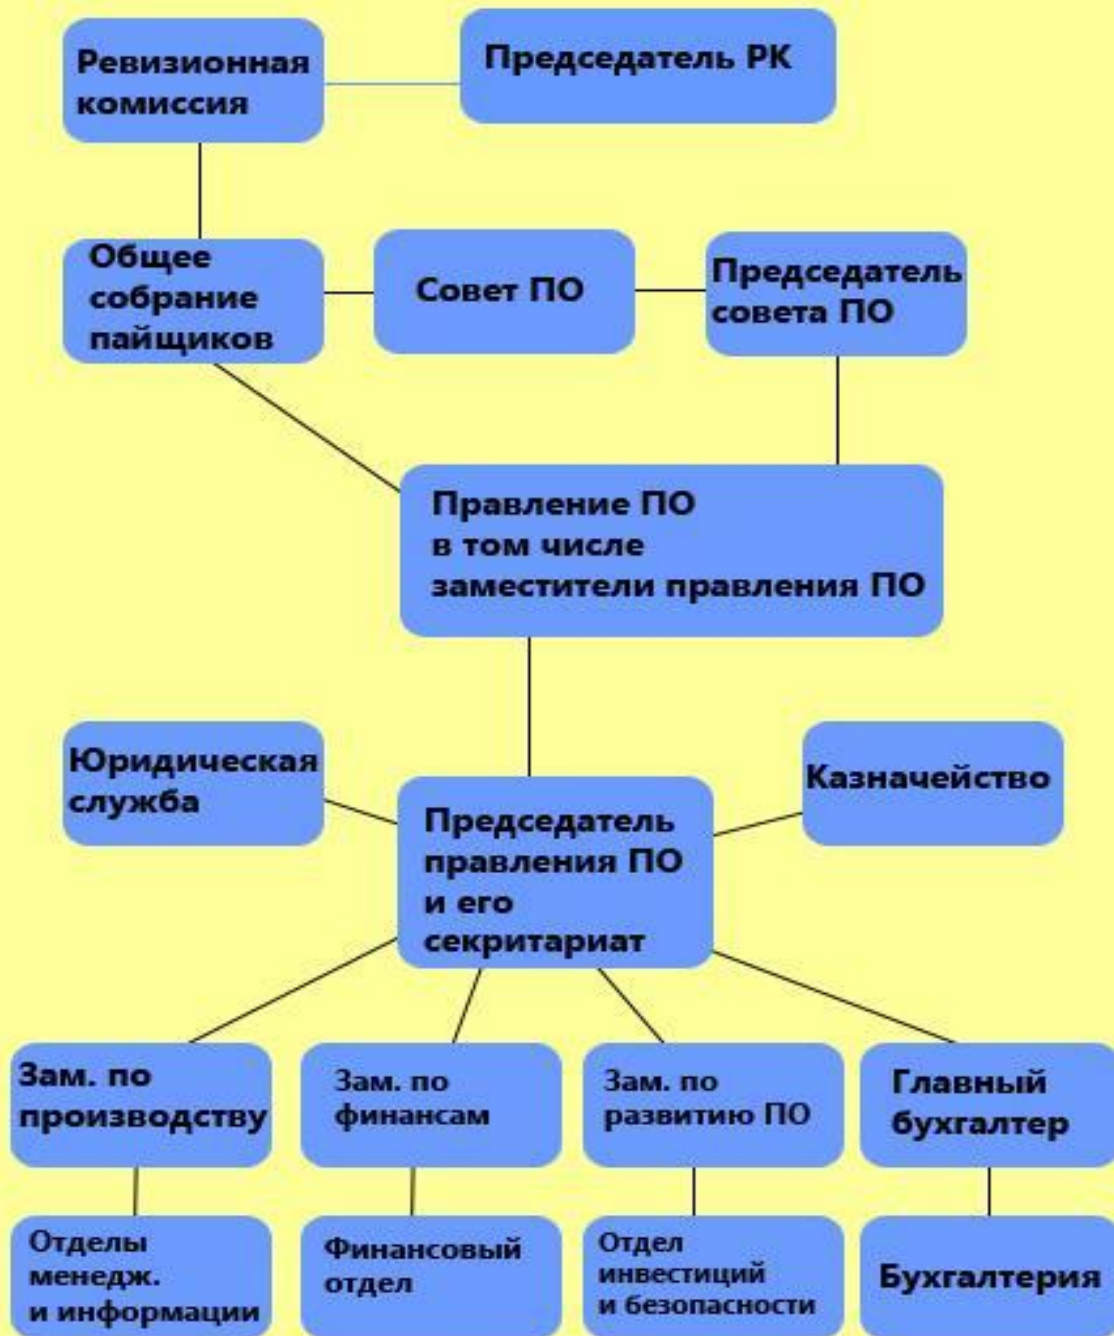 Ревизионная
комиссия
Председатель РК
Общее
собрание
пайщиков
Совет ПО
Председатель
совета ПО
Правление ПО
в том числе
заместители правления ПО
Юридическая
служба
Казначейство
Председатель
правления ПО
и его
секритариат
Зам. по
производству
Зам. по
финансам
Зам. по
развитию ПО
Главный
бухгалтер
Отделы
менедж.
и информации
Финансовый
отдел
Отдел
инвестиций
и безопасности
Бухгалтерия